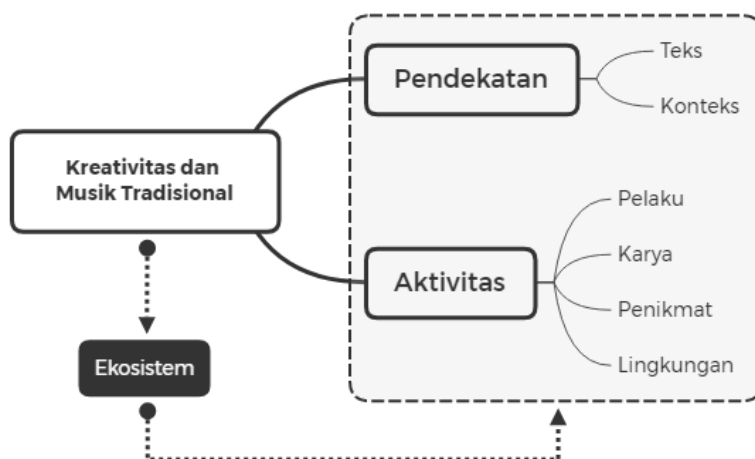 Kreativitas dan
Musik Tradisional
Ekosistem
Pendekatan
Teks
Konteks
Aktivitas
Pelaku
Karya
Penikmat
Lingkungan